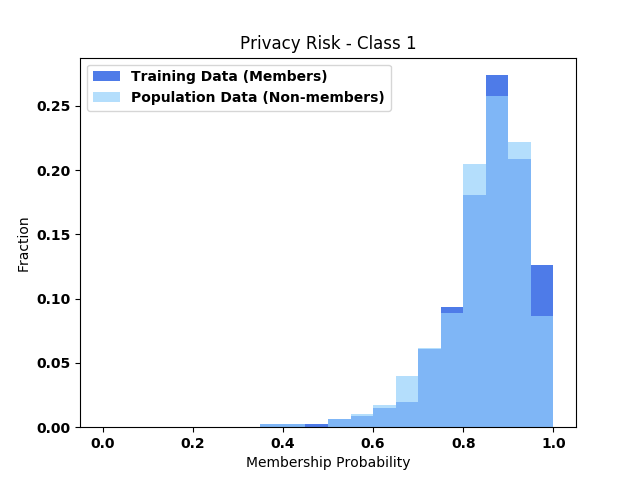 Privacy Risk - Class 1
Training Data (Members)
Population Data (Non-members)
0.25
0.20
0.15
0.10
0.05
0.00
Fraction
0.0 0.2 0.4 0.6 0.8 1.0
Membership Probability